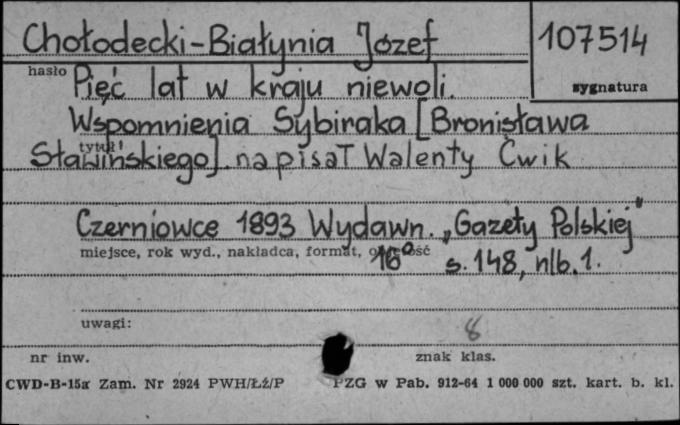 Chołodecki-Białynia Józef
107514
hasło
Pięć lat w kraju niewoli.
sygnatura
Wspomnienia Sybiraka [Bronisława
tytuł
Sławińskiego]. napisał Walenty Ćwik
Czerniowce 1893 Wydawn. „Gazety Polskiej"
miejsce, rok wyd., nakładca, format, objętość
16° s. 148, nlb. 1.
uwagi:
8
nr inw.
znak klas.
CWD-B-15a Zam. Nr 2924 PWH/Łź/P PZG w Pab. 912-64 1 000 000 szt. kart. b. kl.